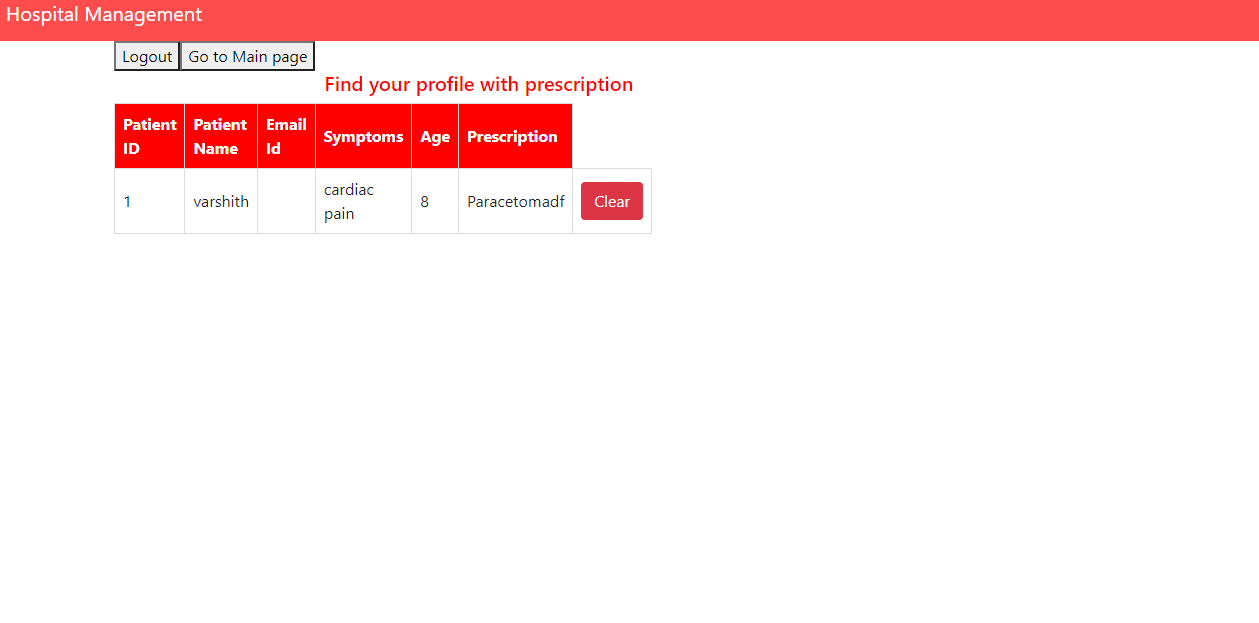 Hospital Management
Logout Go to Main page
Find your profile with prescription
Patient ID Patient Name Email Id Symptoms Age Prescription
1 varshith cardiac pain 8 Paracetomadf Clear